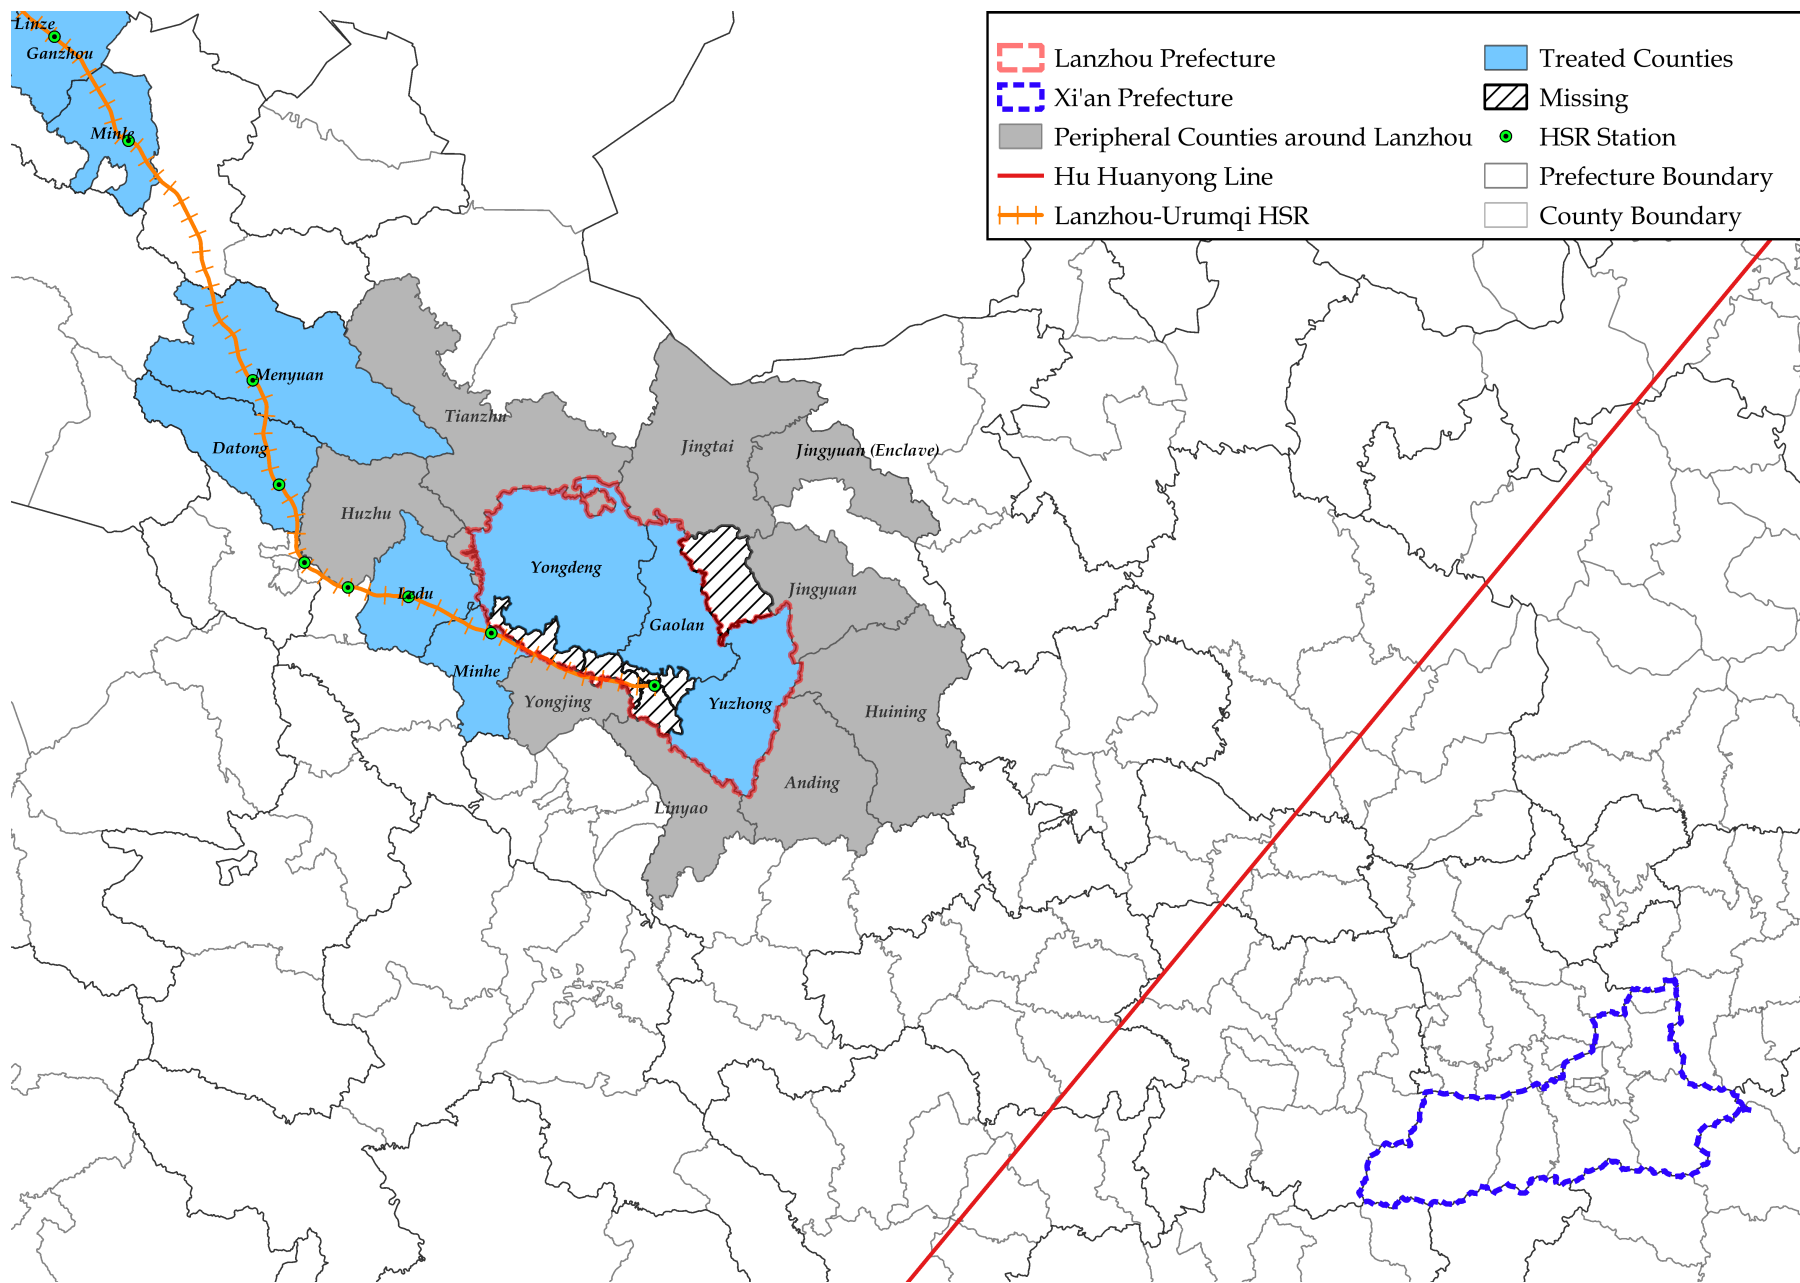 Linze
Ganzhou
Minle
Lanzhou Prefecture
Xi'an Prefecture
Peripheral Counties around Lanzhou
Hu Huanyong Line
Lanzhou-Urumqi HSR
Treated Counties
Missing
HSR Station
Prefecture Boundary
County Boundary
Menyuan
Tianzhu
Datong
Jingtai
Jingyuan (Enclave)
Huzhu
Yongdeng
Jingyuan
Ledu
Gaolan
Minhe
Yongjing
Yuzhong
Huining
Anding
Linyao